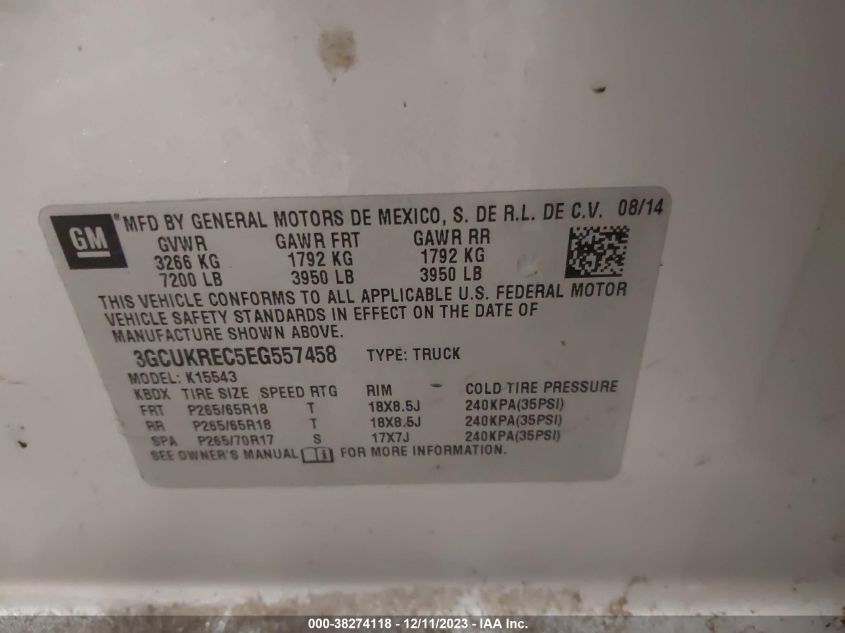 GM ® MFD BY GENERAL MOTORS DE MEXICO, S. DE R.L. DE C.V. 08/14
GVWR GAWR FRT GAWR RR
3266 KG 1792 KG 1792 KG
7200 LB 3950 LB 3950 LB
THIS VEHICLE CONFORMS TO ALL APPLICABLE U.S. FEDERAL MOTOR
VEHICLE SAFETY STANDARDS IN EFFECT ON THE DATE OF
MANUFACTURE SHOWN ABOVE.
3GCUKREC5EG557458 TYPE: TRUCK
MODEL: K15543
KBDX TIRE SIZE SPEED RTG RIM COLD TIRE PRESSURE
FRT P265/65R18 T 18X8.5J 240KPA(35PSI)
RR P265/65R18 T 18X8.5J 240KPA(35PSI)
SPA P265/70R17 S 17X7J 240KPA(35PSI)
SEE OWNER'S MANUAL FOR MORE INFORMATION.
000-38274118 - 12/11/2023 - IAA Inc.